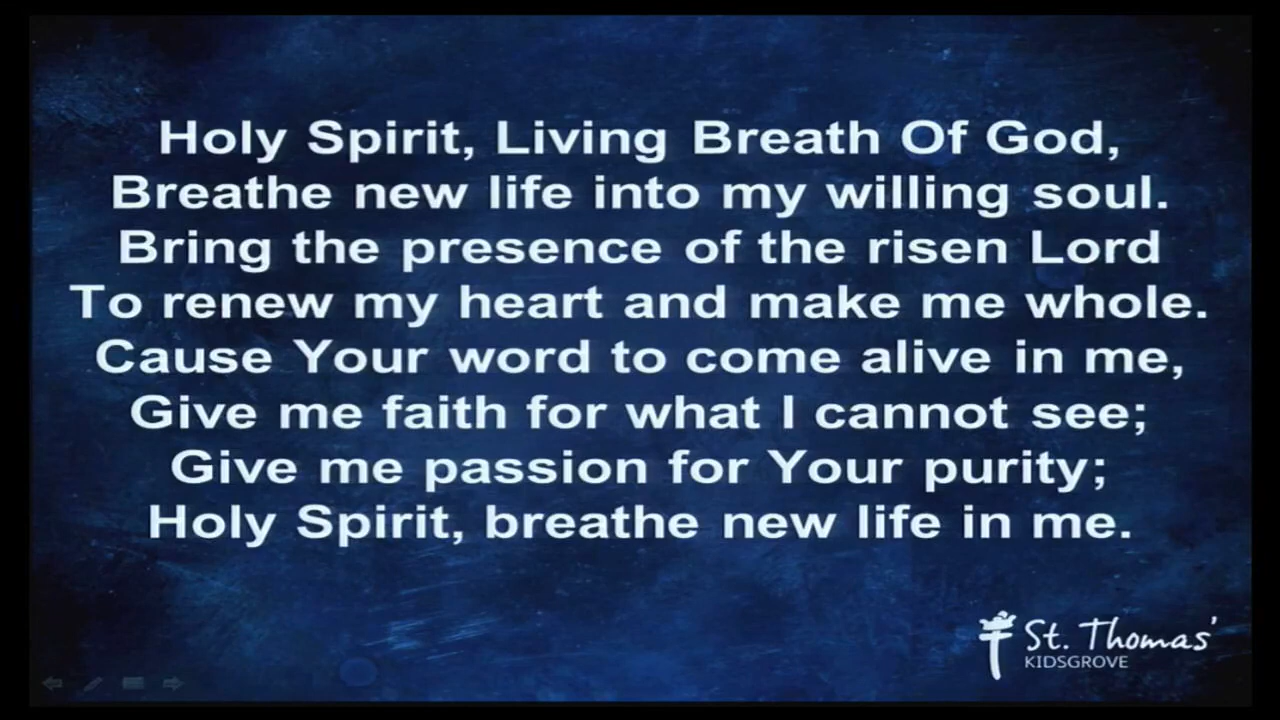 Holy Spirit, Living Breath Of God,
Breathe new life into my willing soul.
Bring the presence of the risen Lord
To renew my heart and make me whole.
Cause Your word to come alive in me,
Give me faith for what I cannot see;
Give me passion for Your purity;
Holy Spirit, breathe new life in me.
St. Thomas'
KIDSGROVE